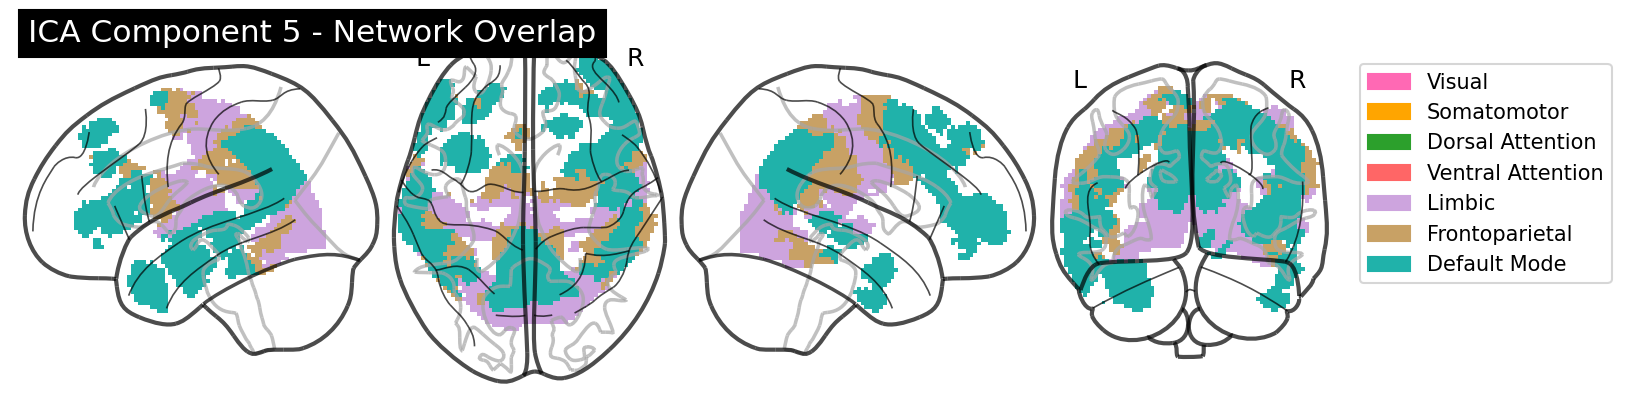 ICA Component 5 - Network Overlap
L R
L R
Visual
Somatomotor
Dorsal Attention
Ventral Attention
Limbic
Frontoparietal
Default Mode